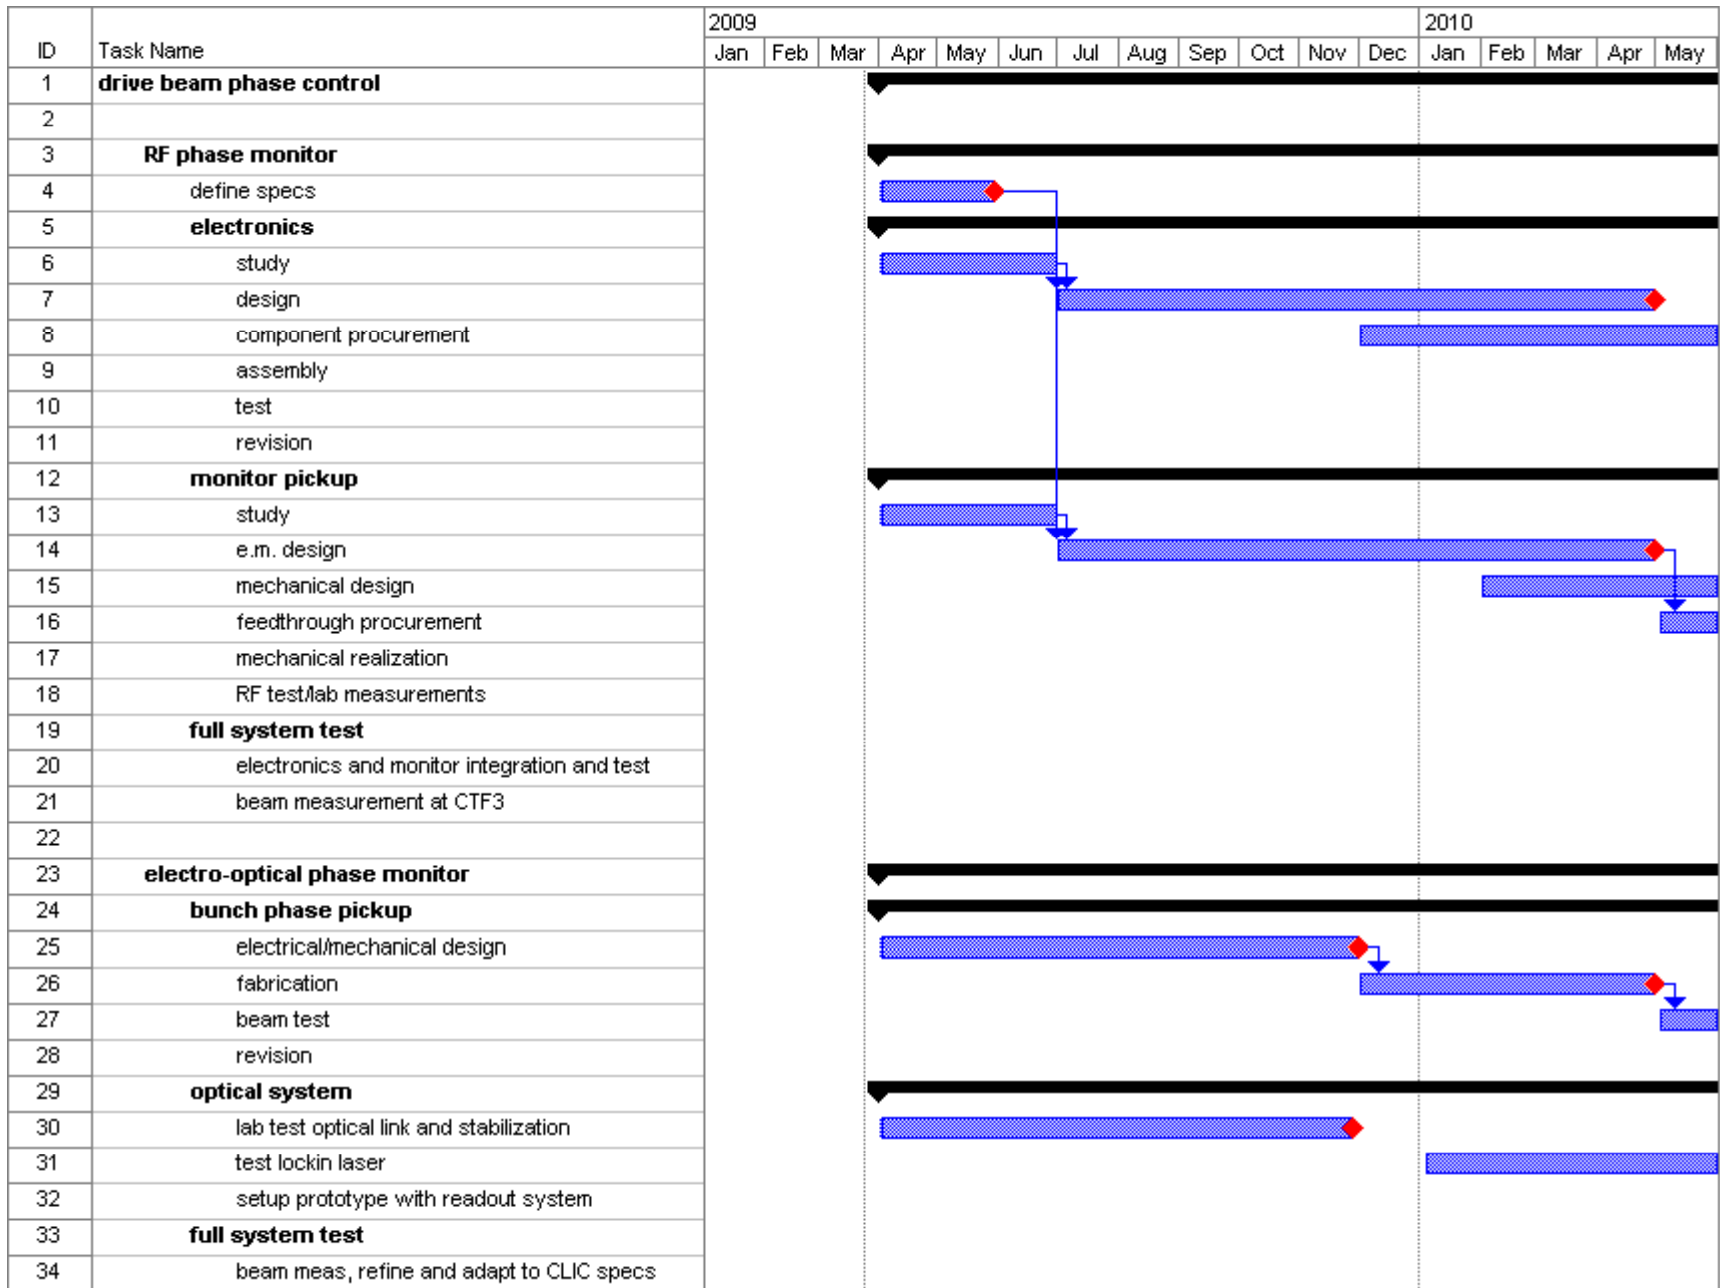 2009 2010
ID Task Name Jan Feb Mar Apr May Jun Jul Aug Sep Oct Nov Dec Jan Feb Mar Apr May
1 drive beam phase control
2
3 RF phase monitor
4 define specs
5 electronics
6 study
7 design
8 component procurement
9 assembly
10 test
11 revision
12 monitor pickup
13 study
14 e.m. design
15 mechanical design
16 feedthrough procurement
17 mechanical realization
18 RF test/lab measurements
19 full system test
20 electronics and monitor integration and test
21 beam measurement at CTF3
22
23 electro-optical phase monitor
24 bunch phase pickup
25 electrical/mechanical design
26 fabrication
27 beam test
28 revision
29 optical system
30 lab test optical link and stabilization
31 test lockin laser
32 setup prototype with readout system
33 full system test
34 beam meas, refine and adapt to CLIC specs